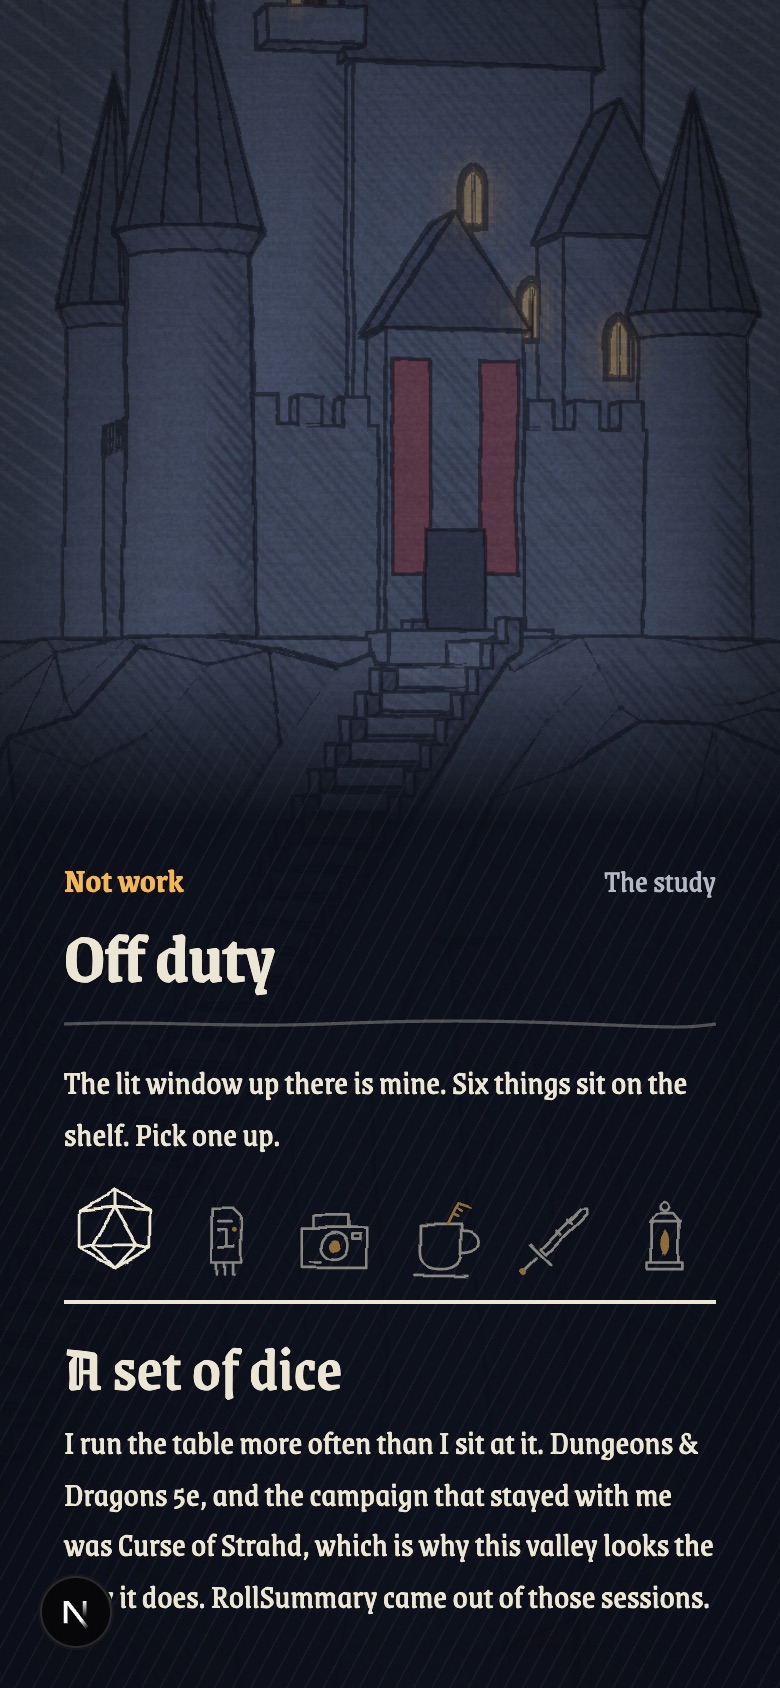 Not work
The study
Off duty
The lit window up there is mine. Six things sit on the
shelf. Pick one up.
A set of dice
I run the table more often than I sit at it. Dungeons &
Dragons 5e, and the campaign that stayed with me
was Curse of Strahd, which is why this valley looks the
it does. RollSummary came out of those sessions.
N